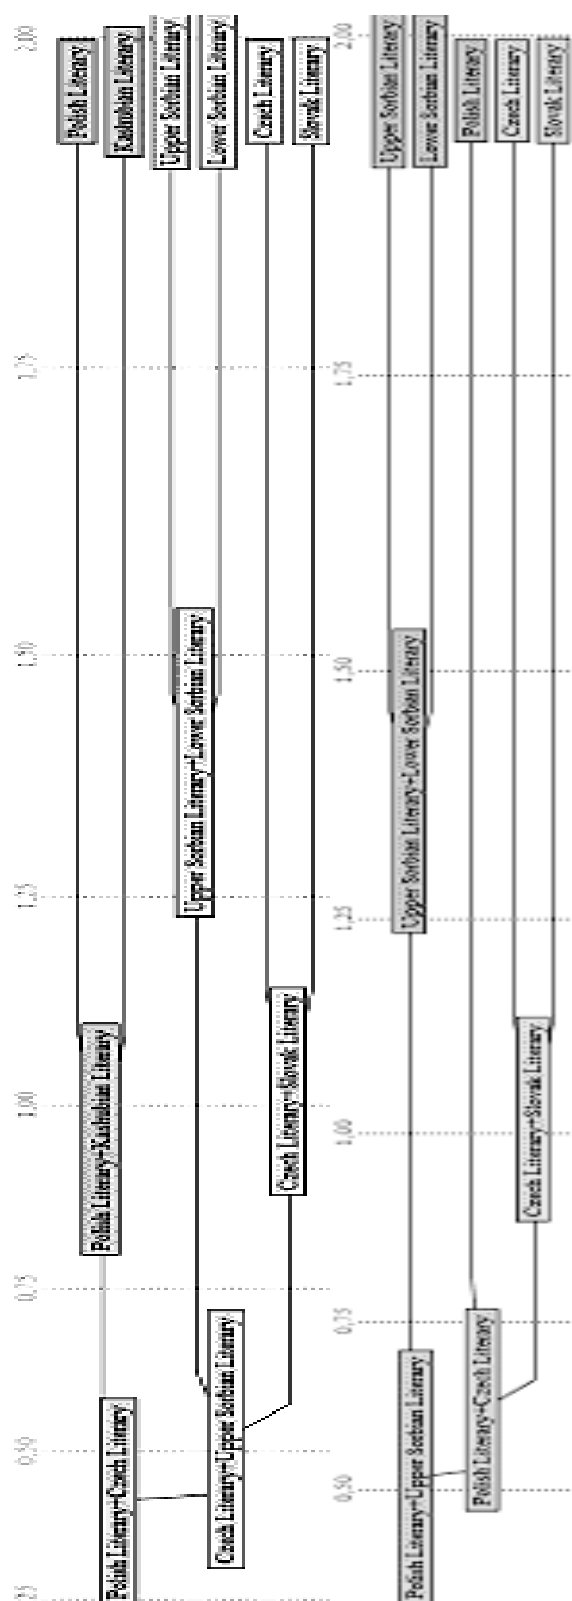 2,00
Polish Literary
Kashubian Literary
Upper Sorbian Literary
Lower Sorbian Literary
Czech Literary
Slovak Literary
1,75
1,50
Upper Sorbian Literary+Lower Sorbian Literary
1,25
Czech Literary+Slovak Literary
Polish Literary+Kashubian Literary
1,00
0,75
Czech Literary+Upper Sorbian Literary
Polish Literary+Czech Literary
0,50
25
2,00
Upper Sorbian Literary
Lower Sorbian Literary
Polish Literary
Czech Literary
Slovak Literary
1,75
1,50
Upper Sorbian Literary+Lower Sorbian Literary
1,25
Czech Literary+Slovak Literary
1,00
0,75
Polish Literary+Czech Literary
Polish Literary+Upper Sorbian Literary
0,50